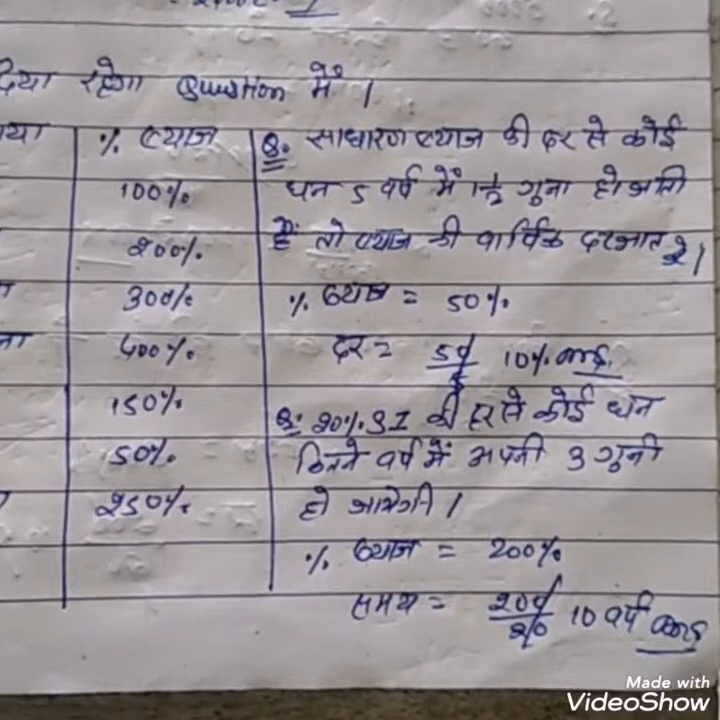 दिया रहेगा Question में |
% ब्याज
100%
200%
300%
400%
150%
50%
250%
Q. साधारण ब्याज की दर से कोई
धन 5 वर्ष में 1½ गुना हो जाती
हैं तो ब्याज की वार्षिक दर ज्ञात
% ब्याज = 50%
दर = 50/5 10% Ans.
Q. 20% SI की दर से कोई धन
कितने वर्ष में अपनी 3 गुनी
हो जायेगी |
% ब्याज = 200%
समय = 200/20 10 वर्ष Ans
Made with
VideoShow